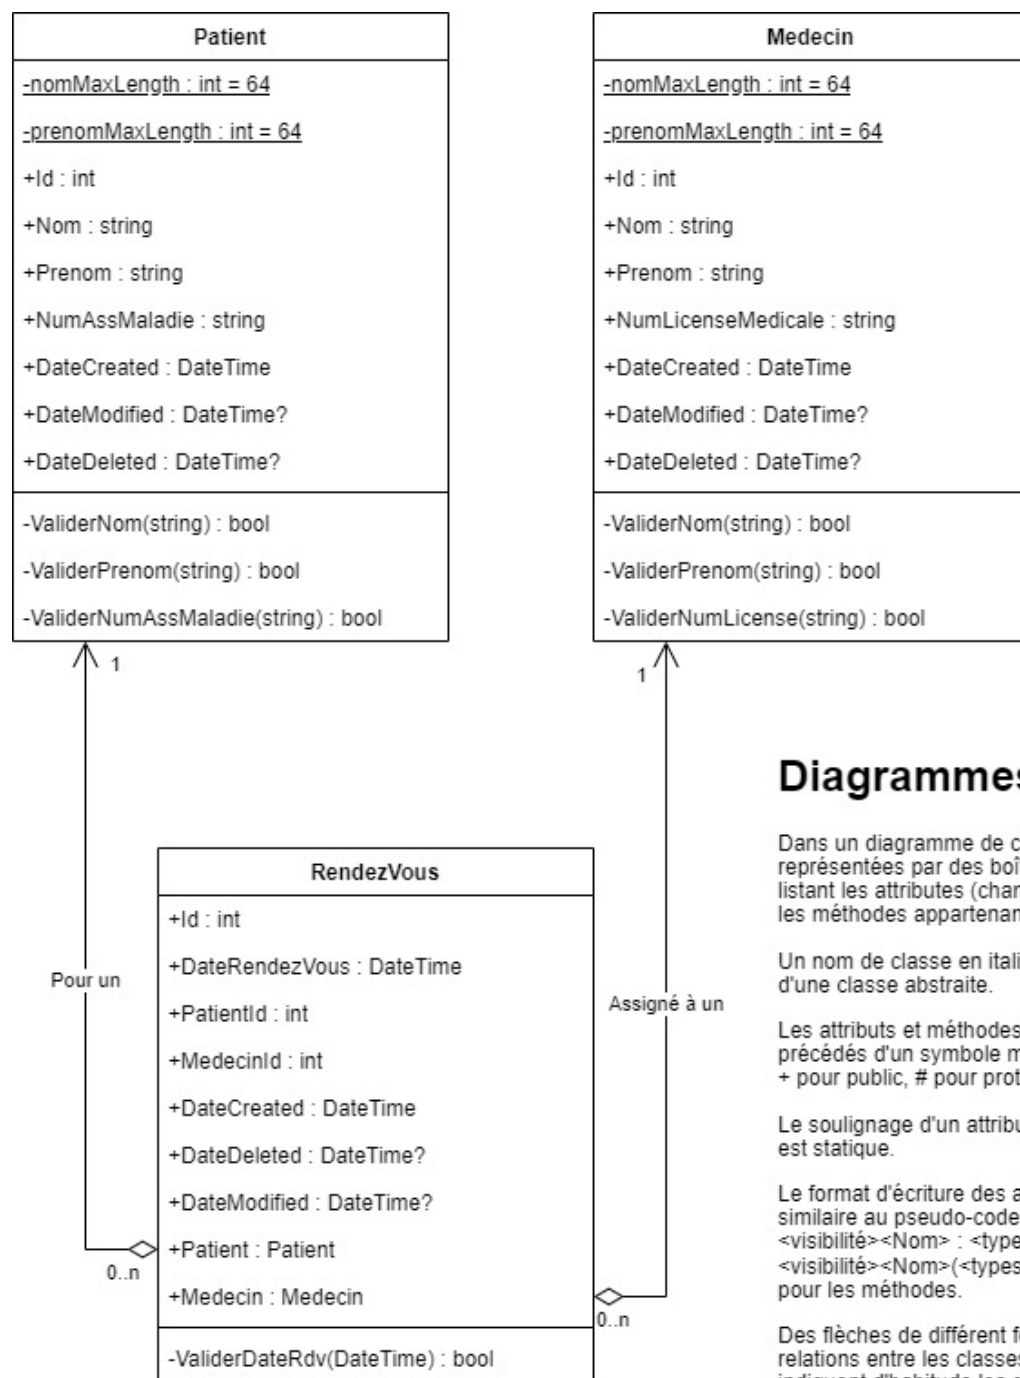 Patient
-nomMaxLength : int = 64
-prenomMaxLength : int = 64
+Id : int
+Nom : string
+Prenom : string
+NumAssMaladie : string
+DateCreated : DateTime
+DateModified : DateTime?
+DateDeleted : DateTime?
-ValiderNom(string) : bool
-ValiderPrenom(string) : bool
-ValiderNumAssMaladie(string) : bool
Medecin
-nomMaxLength : int = 64
-prenomMaxLength : int = 64
+Id : int
+Nom : string
+Prenom : string
+NumLicenseMedicale : string
+DateCreated : DateTime
+DateModified : DateTime?
+DateDeleted : DateTime?
-ValiderNom(string) : bool
-ValiderPrenom(string) : bool
-ValiderNumLicense(string) : bool
1
1
Pour un
Assigné à un
RendezVous
+Id : int
+DateRendezVous : DateTime
+PatientId : int
+MedecinId : int
+DateCreated : DateTime
+DateDeleted : DateTime?
+DateModified : DateTime?
+Patient : Patient
+Medecin : Medecin
-ValiderDateRdv(DateTime) : bool
0..n
0..n
Diagrammes
Dans un diagramme de c
représentées par des boî
listant les attributes (char
les méthodes appartenan
Un nom de classe en itali
d'une classe abstraite.
Les attributs et méthodes
précédés d'un symbole m
+ pour public, # pour prot
Le soulignage d'un attribu
est statique.
Le format d'écriture des a
similaire au pseudo-code
<visibilité><Nom> : <type
<visibilité><Nom>(<types
pour les méthodes.
Des flèches de différent f
relations entre les classes